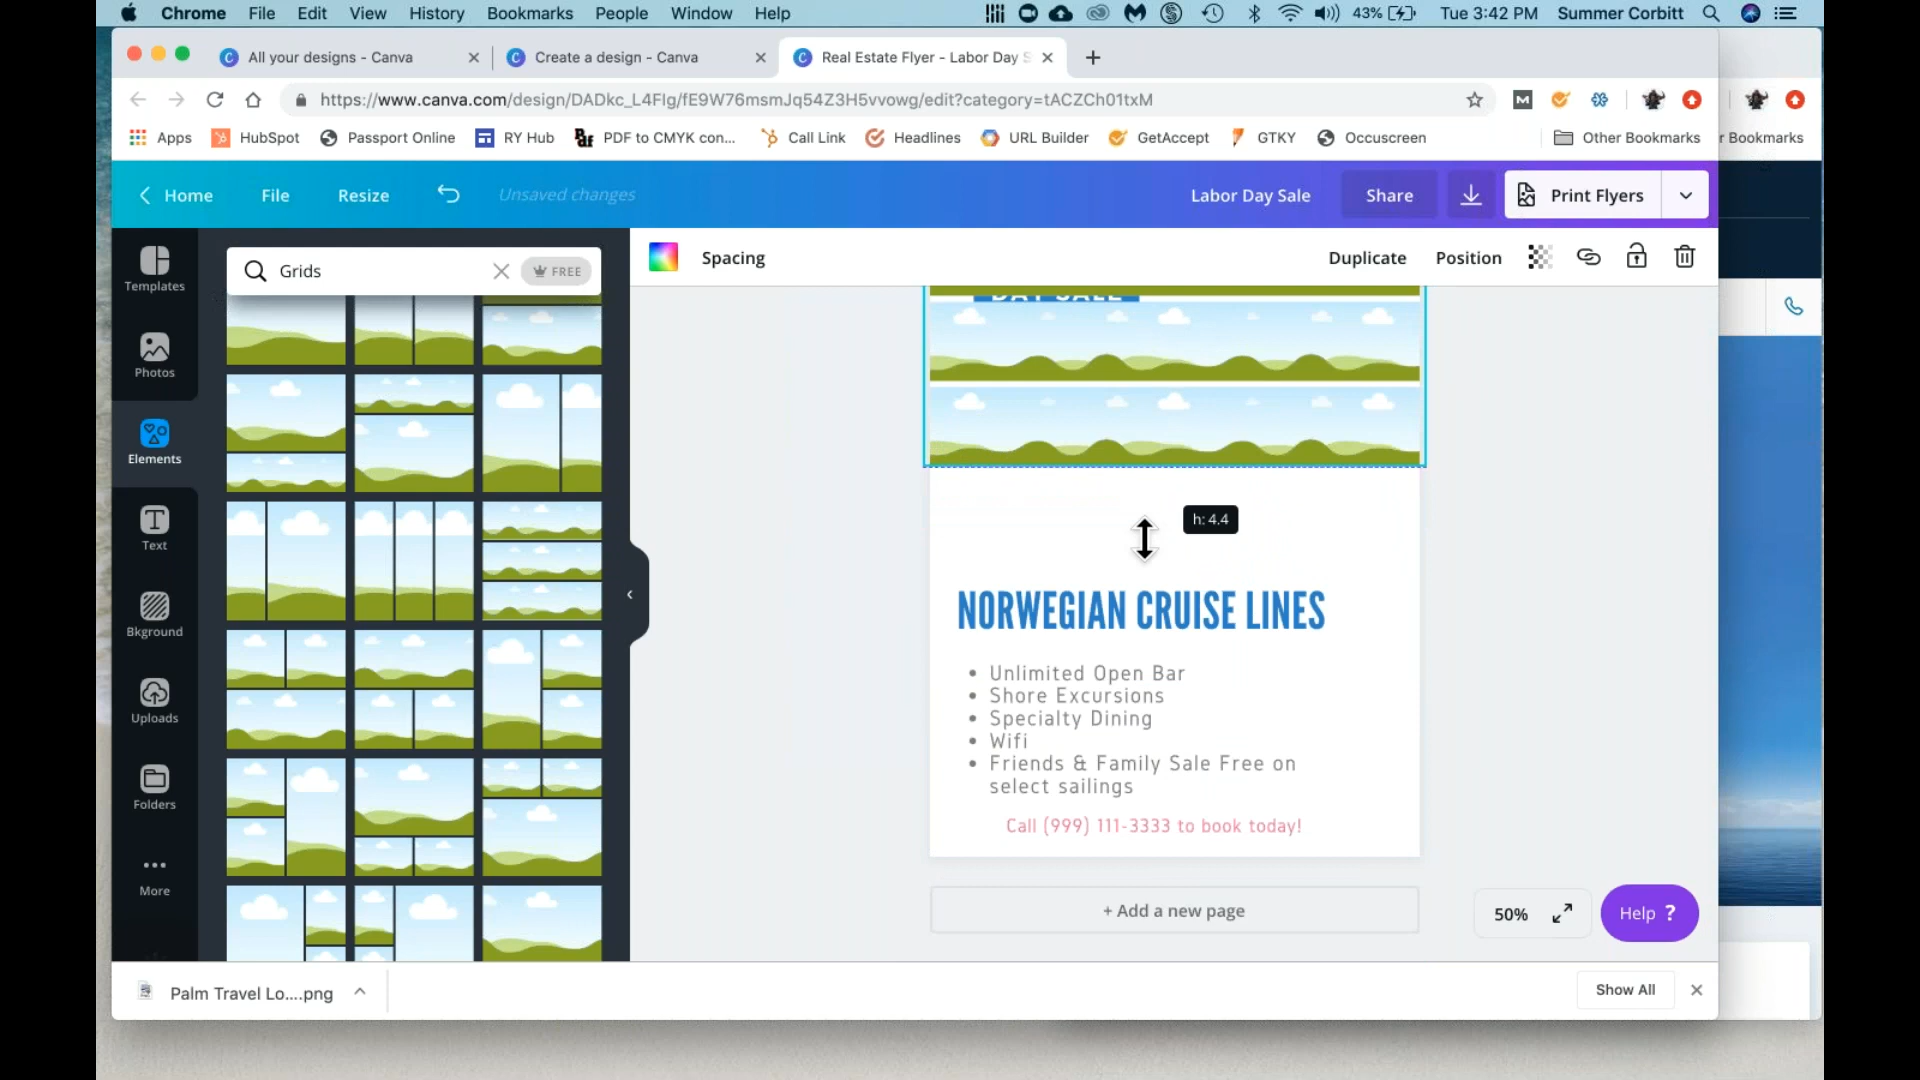 Chrome File Edit View History Bookmarks People Window Help 43% Tue 3:42 PM Summer Corbitt
All your designs - Canva Create a design - Canva Real Estate Flyer - Labor Day S
https://www.canva.com/design/DADkc_L4FIg/fE9W76msmJq54Z3H5vvowg/edit?category=tACZCh01txM
Apps HubSpot Passport Online RY Hub PDF to CMYK con... Call Link Headlines URL Builder GetAccept GTKY Occuscreen Other Bookmarks r Bookmarks
Home File Resize Unsaved changes Labor Day Sale Share Print Flyers
Grids FREE Spacing Duplicate Position
Templates
Photos
Elements
Text
Bkground
Uploads
Folders
More
DAY SALE
h: 4.4
NORWEGIAN CRUISE LINES
• Unlimited Open Bar
• Shore Excursions
• Specialty Dining
• Wifi
• Friends & Family Sale Free on
select sailings
Call (999) 111-3333 to book today!
+ Add a new page
50% Help ?
Palm Travel Lo....png Show All